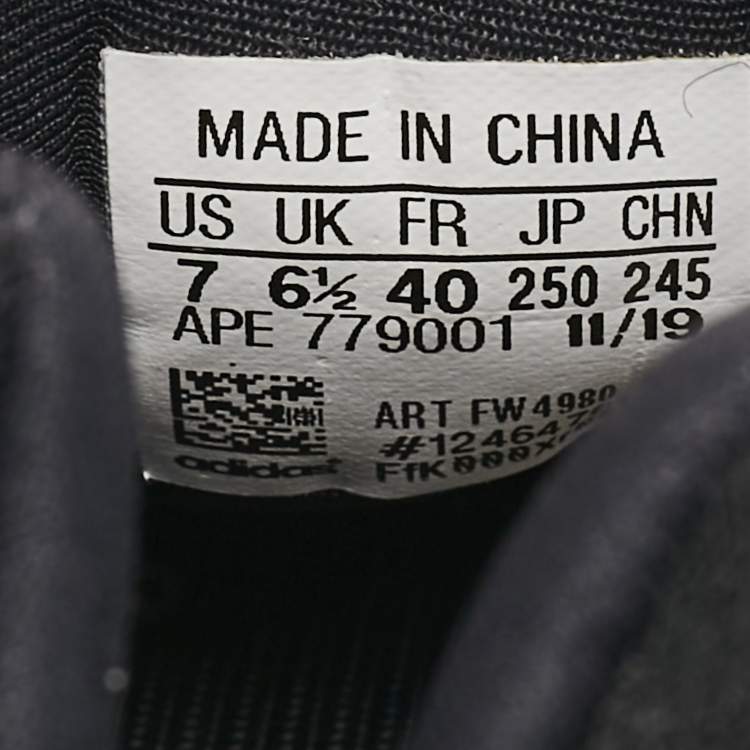 MADE IN CHINA
US UK FR JP CHN
7 6½ 40 250 245
APE 779001 11/19
ART FW4980
adidas